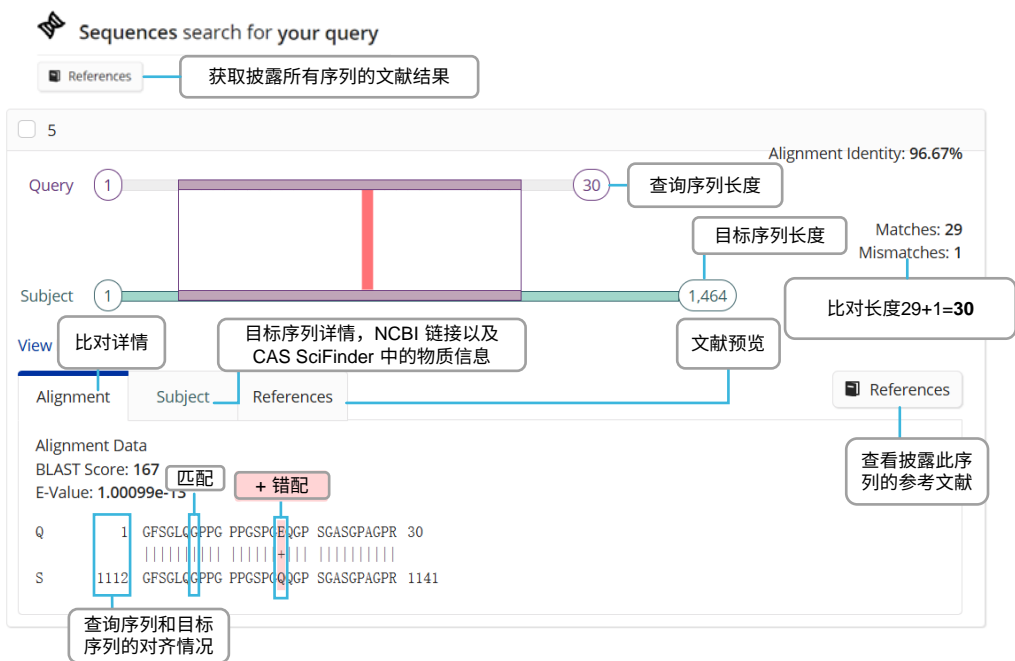 Sequences search for your query
References
获取披露所有序列的文献结果
5
Alignment Identity: 96.67%
Query 1 30
查询序列长度
目标序列长度
Matches: 29
Mismatches: 1
Subject 1 1,464
比对长度29+1=30
View
比对详情
目标序列详情，NCBI 链接以及
CAS SciFinder 中的物质信息
文献预览
Alignment
Subject
References
References
Alignment Data
BLAST Score: 167
E-Value: 1.00099e-13
匹配
+ 错配
查看披露此序
列的参考文献
Q 1 GFSGLQGPPG PPGSPGEQGP SGASGPAGPR 30
|||||||||| ||||||+||| ||||||||||
S 1112 GFSGLQGPPG PPGSPGQQGP SGASGPAGPR 1141
查询序列和目标
序列的对齐情况